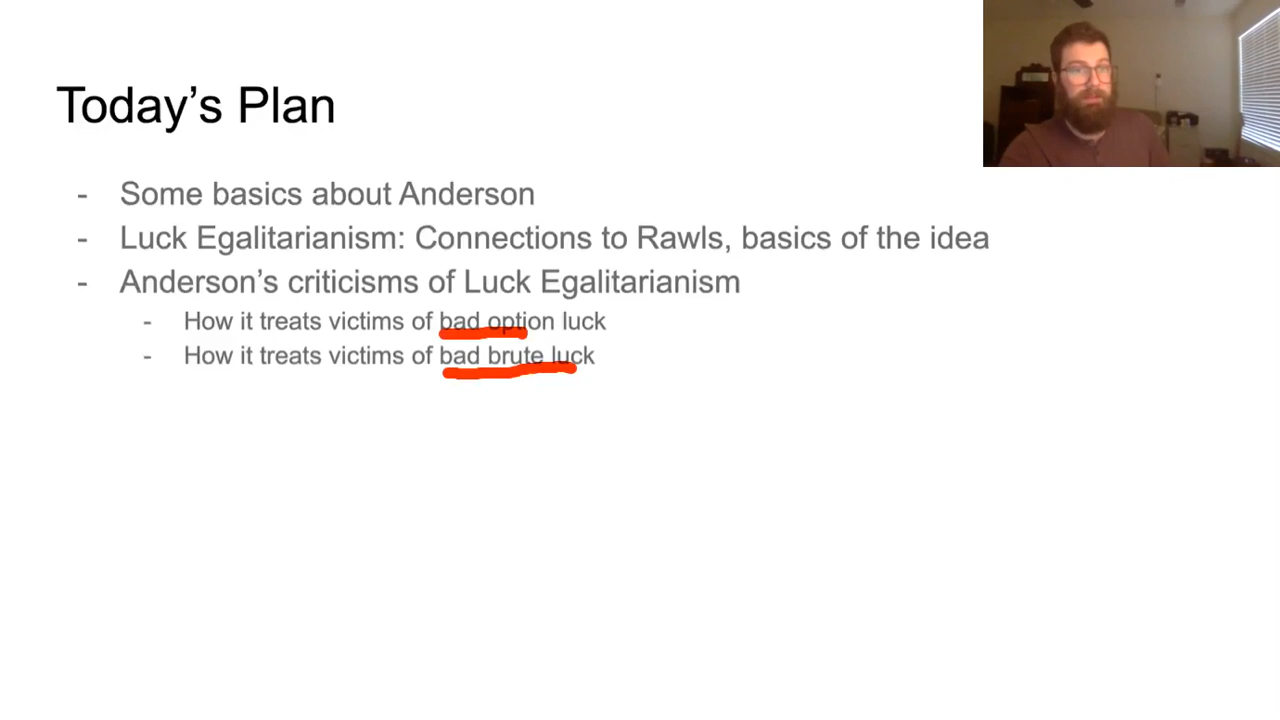 Today’s Plan
- Some basics about Anderson
- Luck Egalitarianism: Connections to Rawls, basics of the idea
- Anderson’s criticisms of Luck Egalitarianism
- How it treats victims of bad option luck
- How it treats victims of bad brute luck